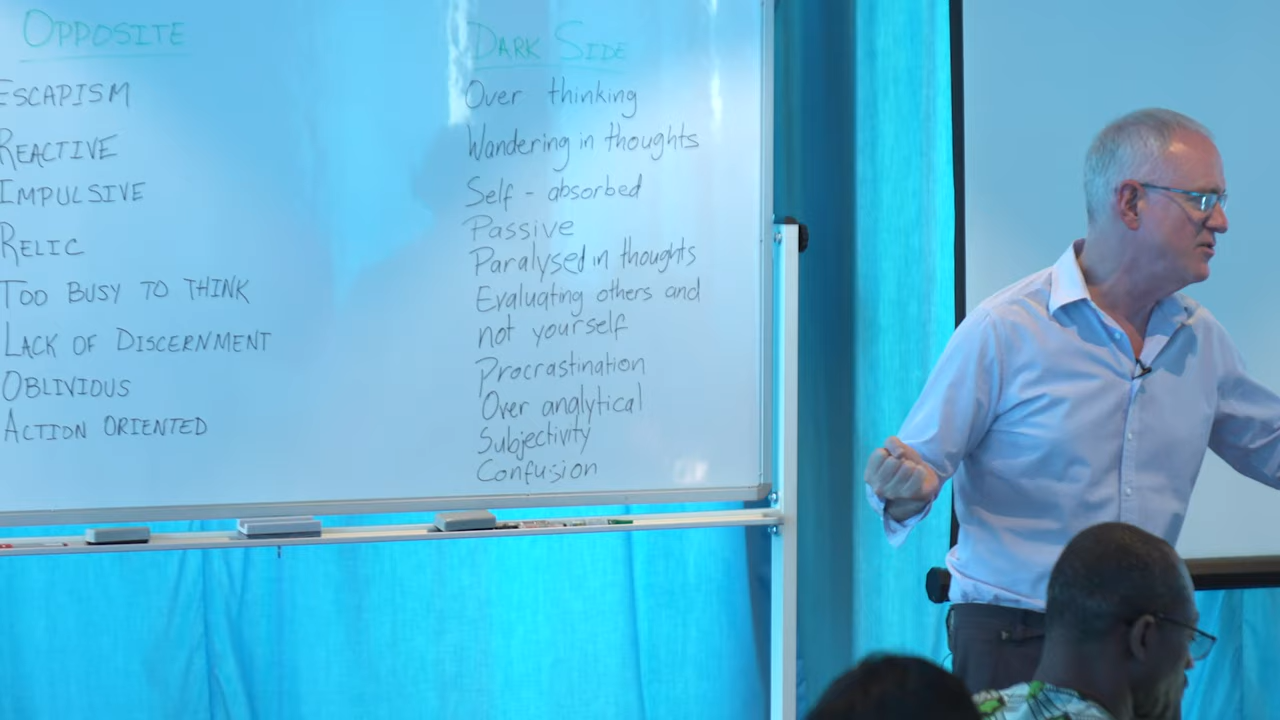 OPPOSITE
ESCAPISM
REACTIVE
IMPULSIVE
RELIC
TOO BUSY TO THINK
LACK OF DISCERNMENT
OBLIVIOUS
ACTION ORIENTED
DARK SIDE
Over thinking
Wandering in thoughts
Self - absorbed
Passive
Paralysed in thoughts
Evaluating others and
not yourself
Procrastination
Over anglytical
Subjectivity
Confusion